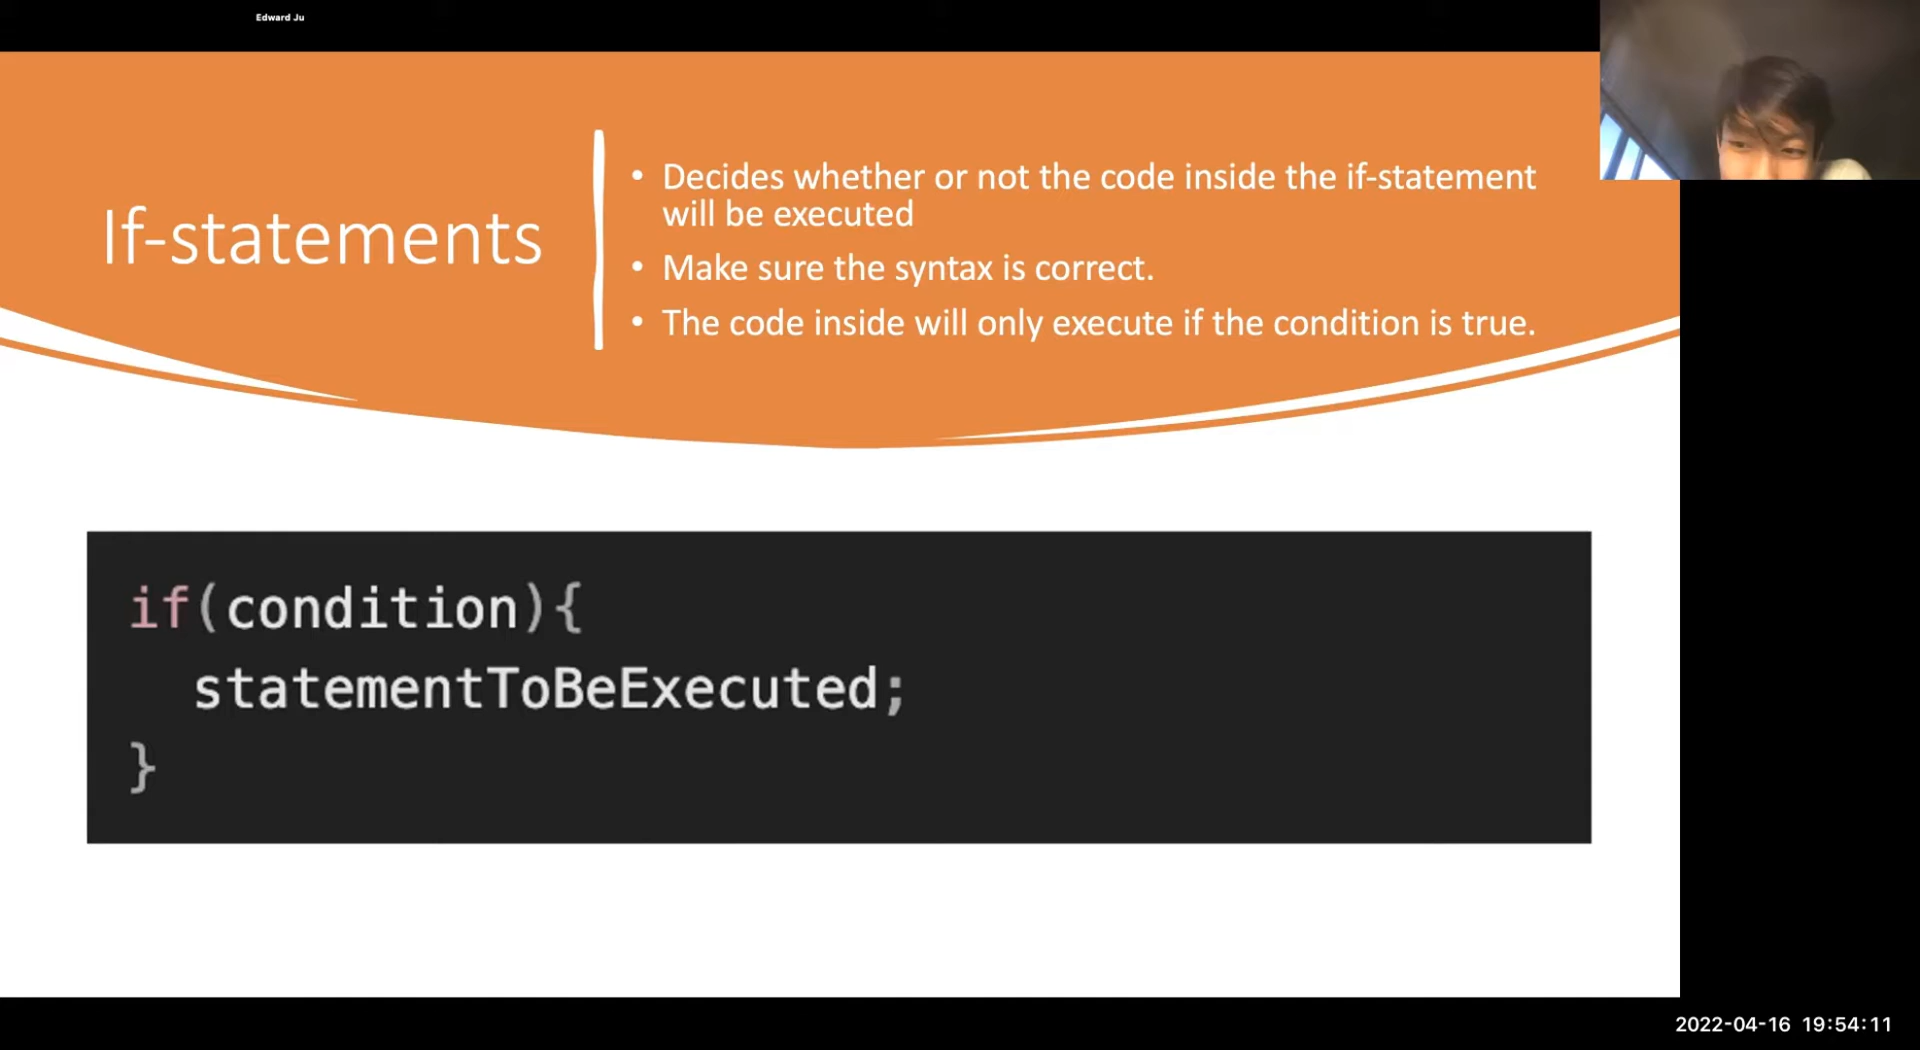 Edward Ju
If-statements
• Decides whether or not the code inside the if-statement
will be executed
• Make sure the syntax is correct.
• The code inside will only execute if the condition is true.
if(condition){
statementToBeExecuted;
}
2022-04-16 19:54:11